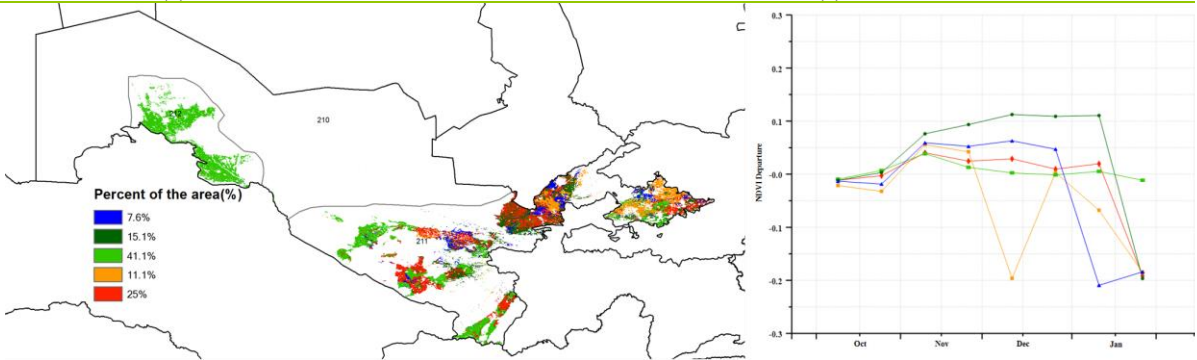 212
210
211
Percent of the area(%)
7.6%
15.1%
41.1%
11.1%
25%
0.3
0.2
0.1
-0.0
-0.1
-0.2
-0.3
NDVI Departure
Oct
Nov
Dec
Jan